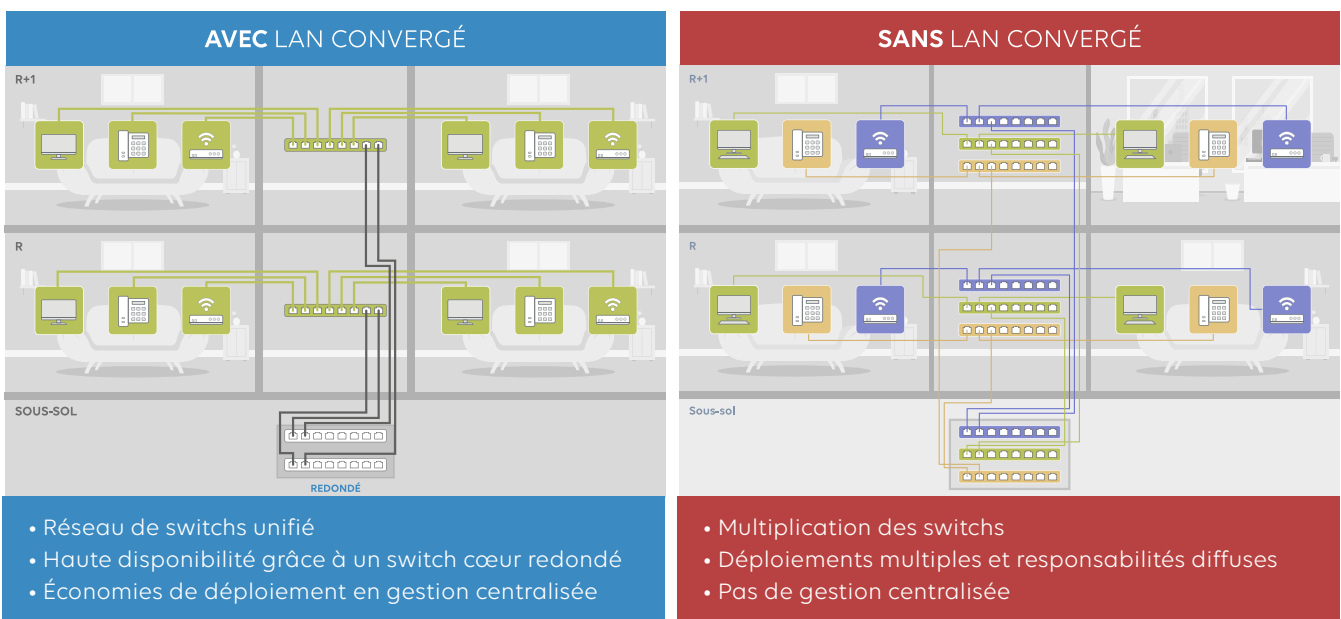 AVEC LAN CONVERGÉ
R+1
R
SOUS-SOL
REDONDÉ
• Réseau de switchs unifié
• Haute disponibilité grâce à un switch cœur redondé
• Économies de déploiement en gestion centralisée
SANS LAN CONVERGÉ
R+1
R
Sous-sol
• Multiplication des switchs
• Déploiements multiples et responsabilités diffuses
• Pas de gestion centralisée